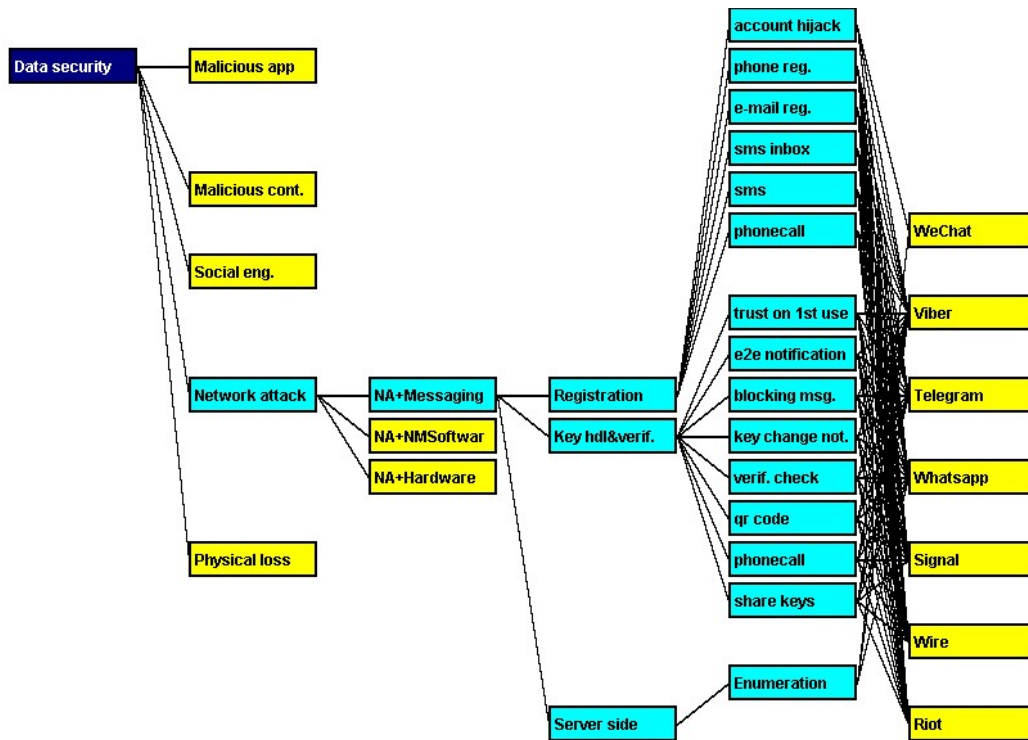 Data security
Malicious app
Malicious cont.
Social eng.
Network attack
Physical loss
NA+Messaging
NA+NMSoftwar
NA+Hardware
Registration
Key hdl&verif.
Server side
account hijack
phone reg.
e-mail reg.
sms inbox
sms
phonecall
trust on 1st use
e2e notification
blocking msg.
key change not.
verif. check
qr code
phonecall
share keys
Enumeration
WeChat
Viber
Telegram
Whatsapp
Signal
Wire
Riot